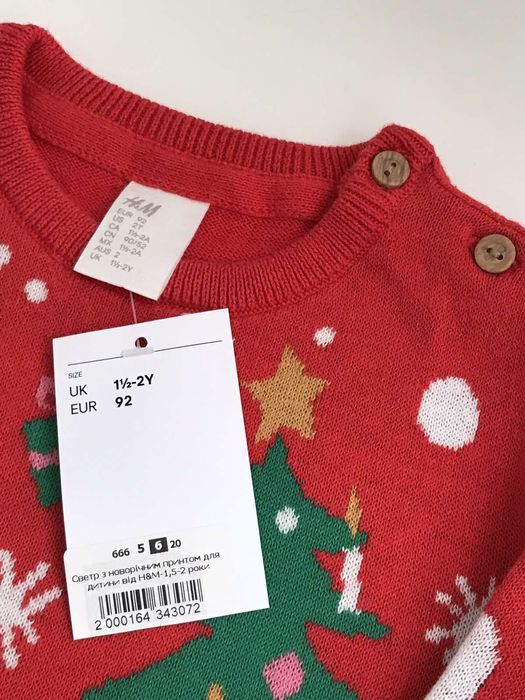 H&M
EUR 92
US 2T
CA 1½-2A
CN 90/52
MX 1½-2A
AUS 2
UK 1½-2Y
SIZE
UK 1½-2Y
EUR 92
666 5 6 20
Светр з новорічним принтом для
дитини від H&M-1,5-2 роки
2 000164 343072